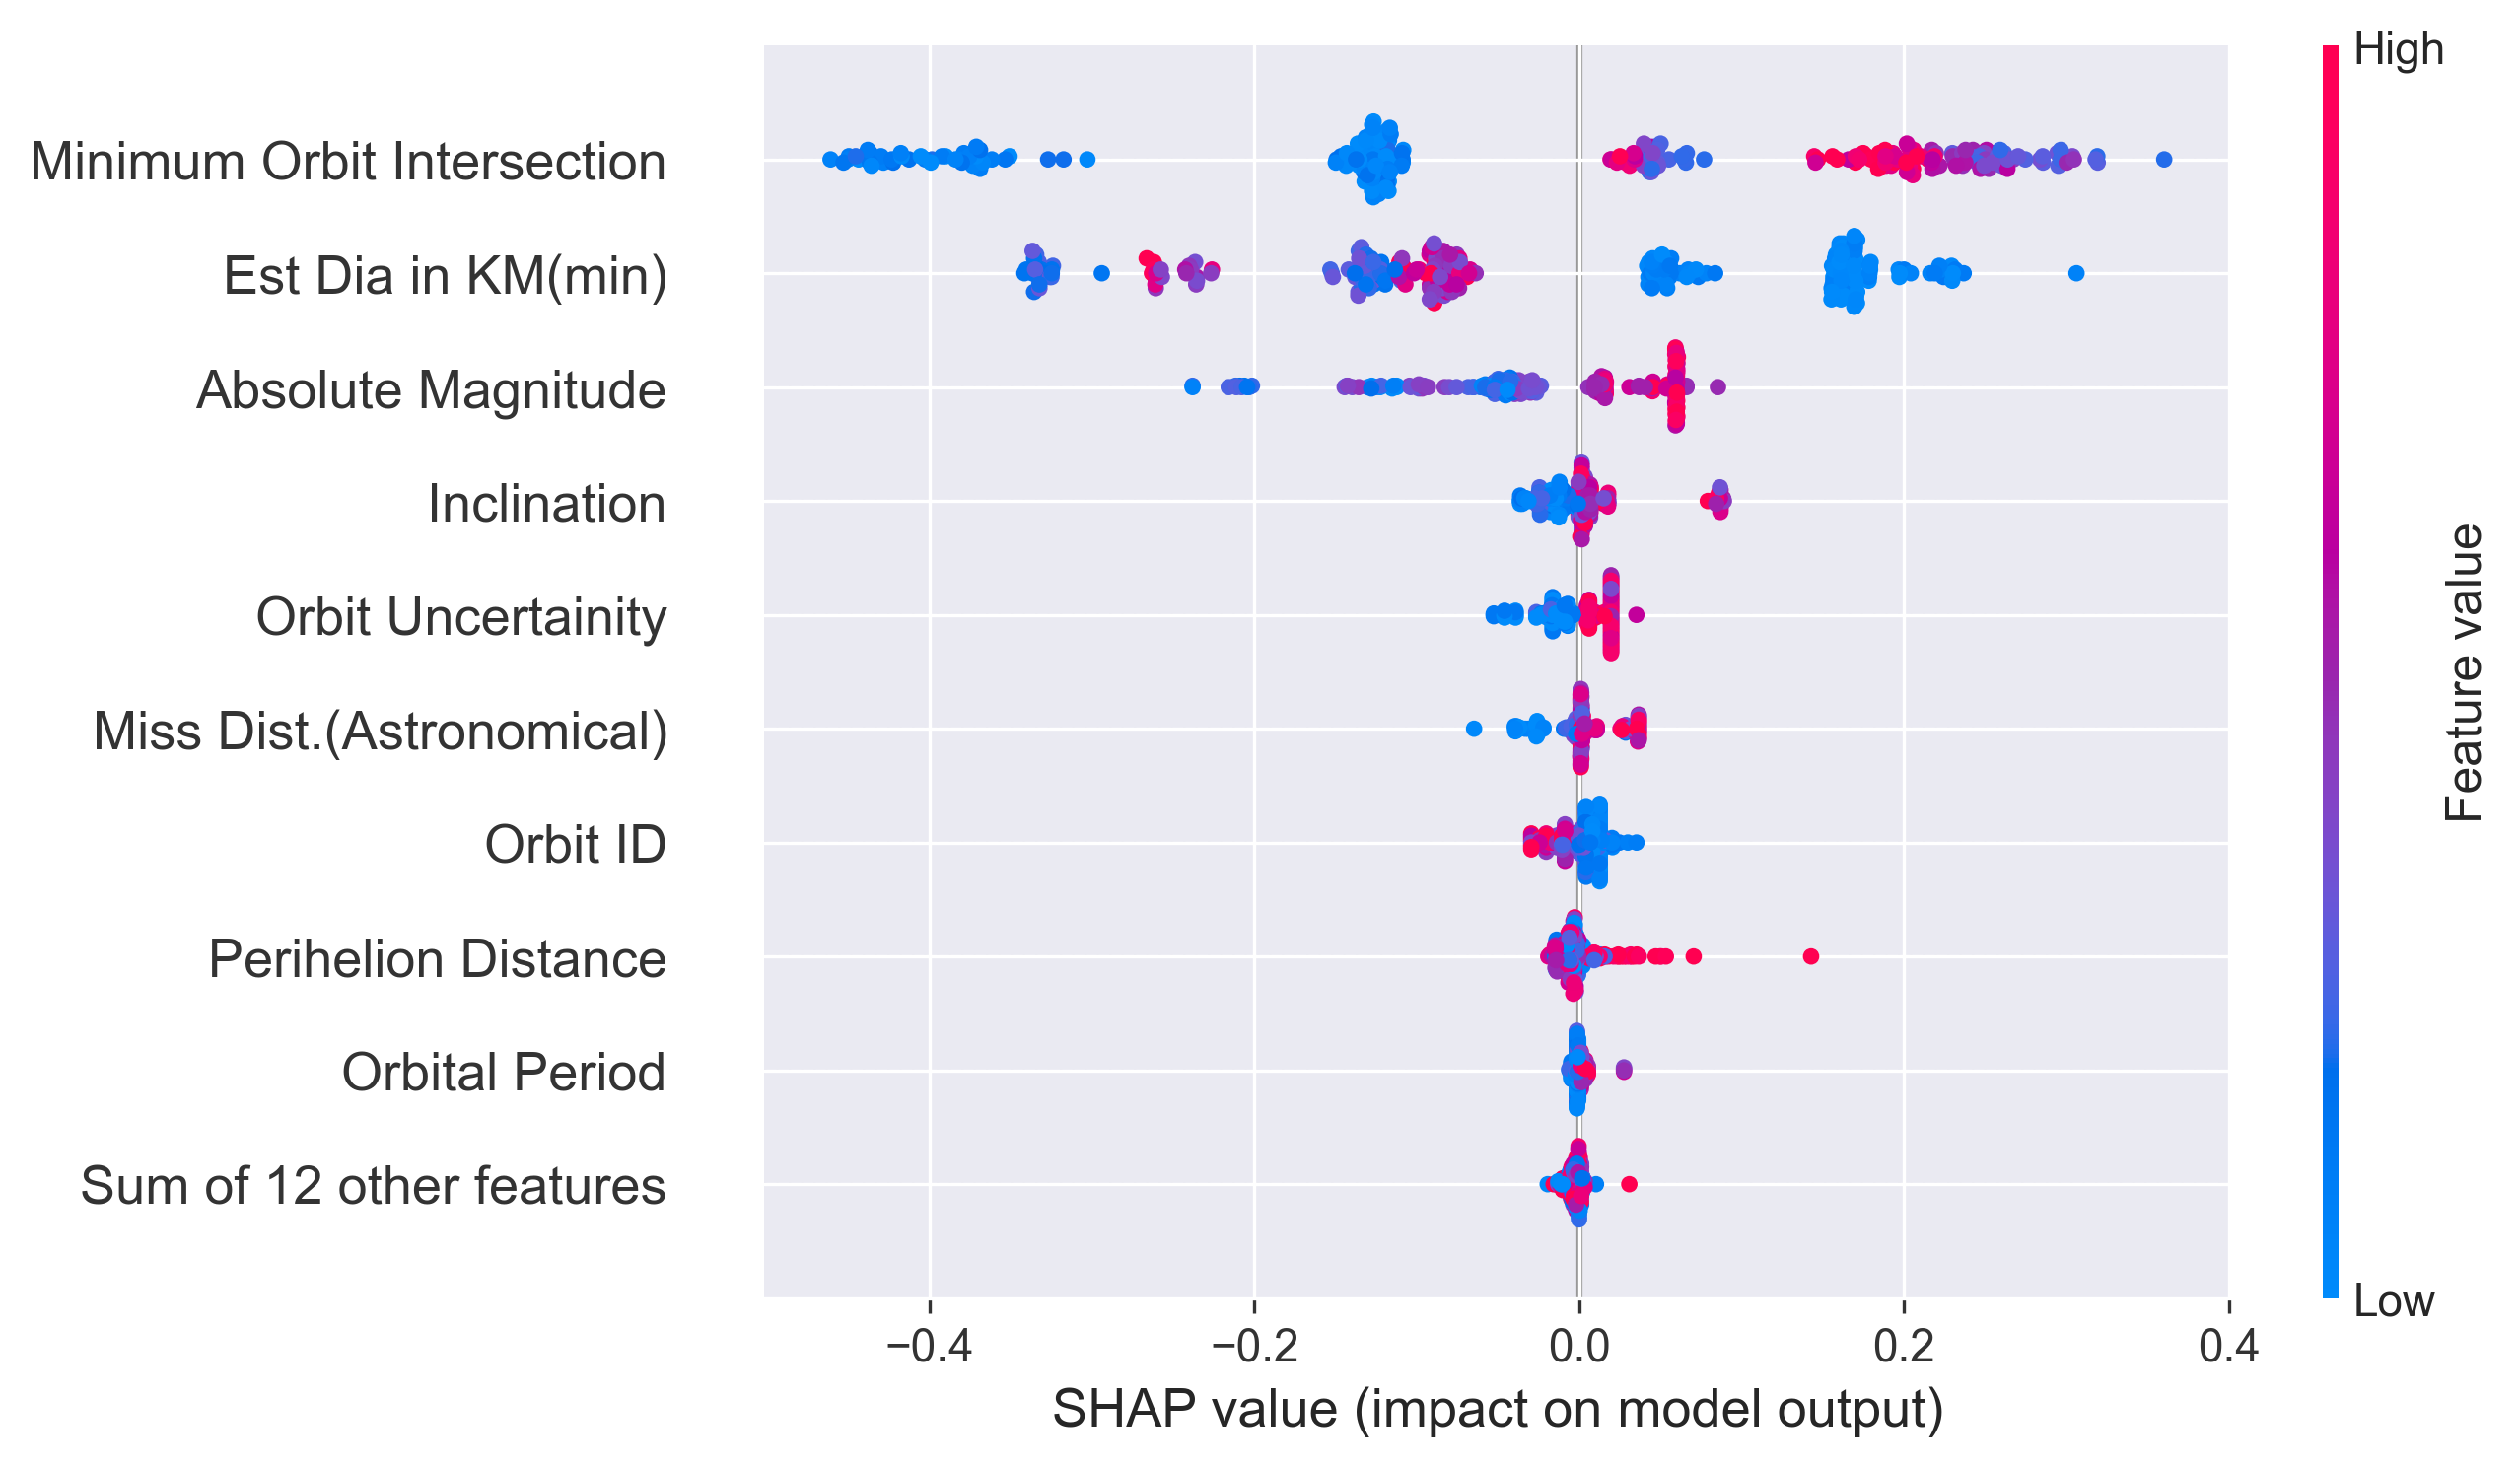 High
Minimum Orbit Intersection
Est Dia in KM(min)
Absolute Magnitude
Inclination
Orbit Uncertainity
Miss Dist.(Astronomical)
Orbit ID
Perihelion Distance
Orbital Period
Sum of 12 other features
Feature value
Low
−0.4 −0.2 0.0 0.2 0.4
SHAP value (impact on model output)